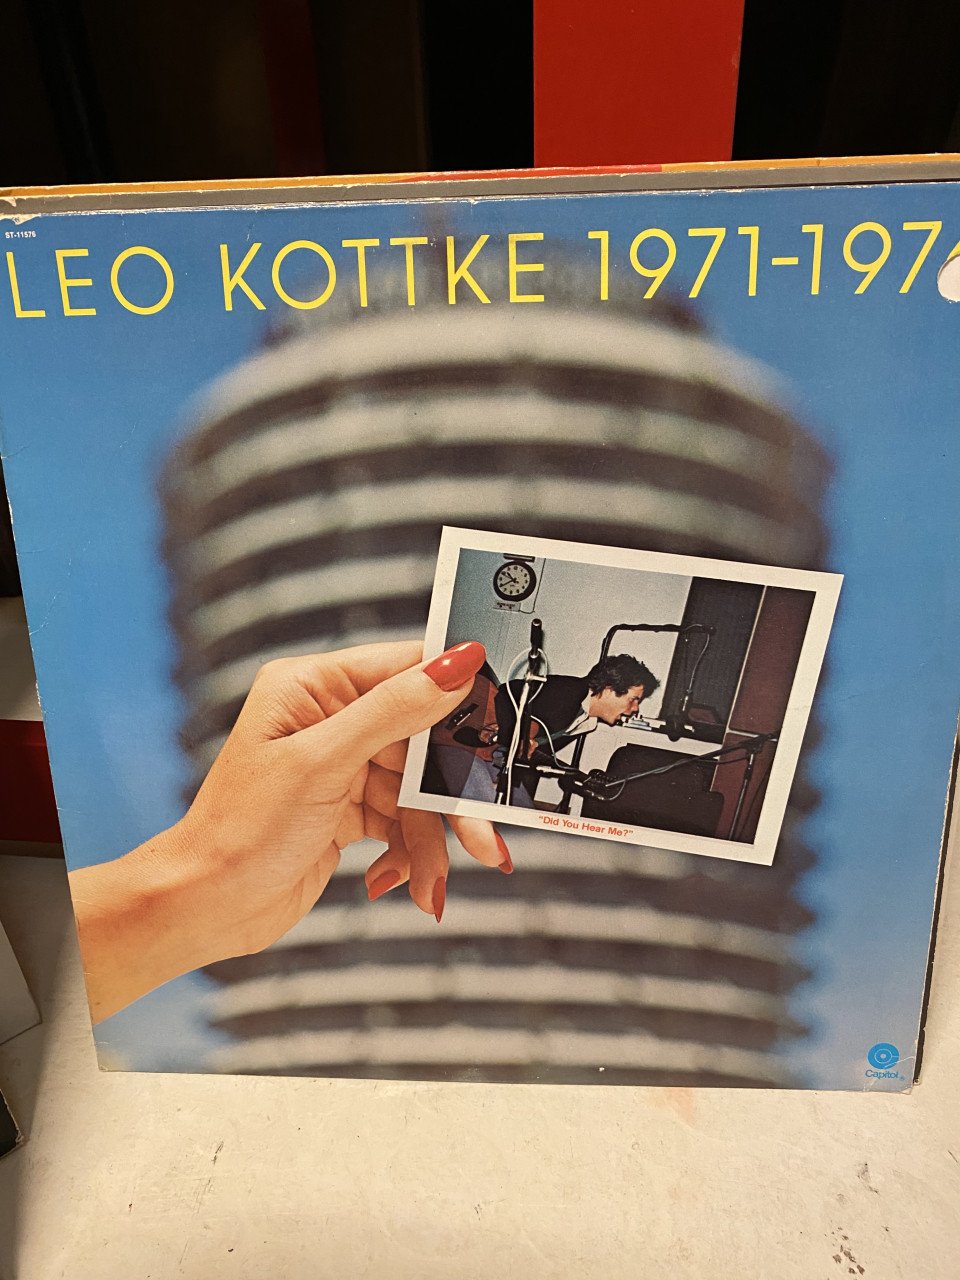 ST-11576
LEO KOTTKE 1971-197
"Did You Hear Me?"
Capitol®